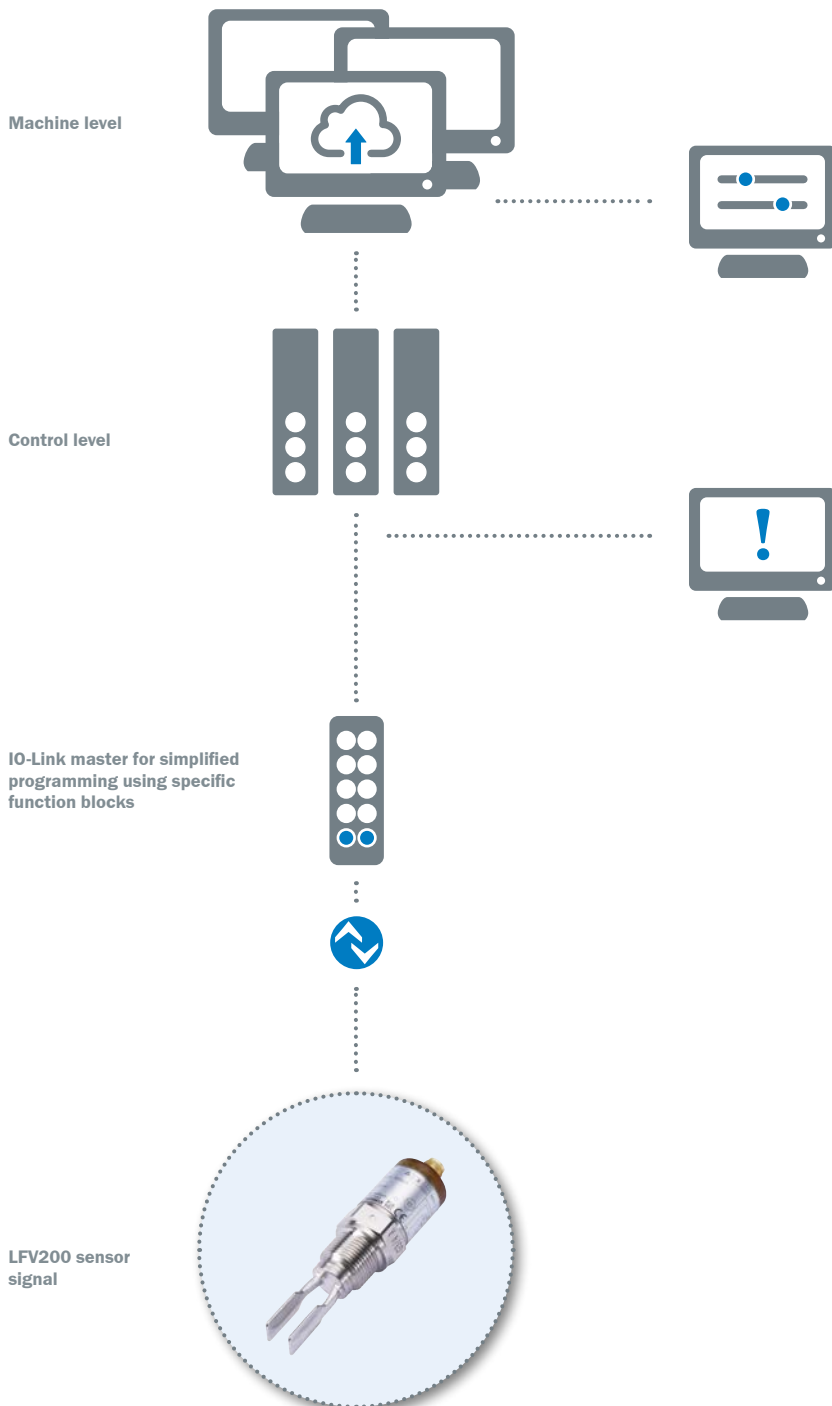 Machine level
Control level
IO-Link master for simplified
programming using specific
function blocks
LFV200 sensor
signal